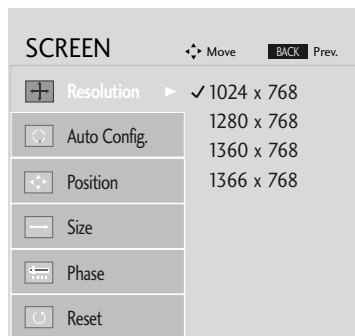 SCREEN
Move BACK Prev.
Resolution
✓ 1024 x 768
1280 x 768
1360 x 768
1366 x 768
Auto Config.
Position
Size
Phase
Reset